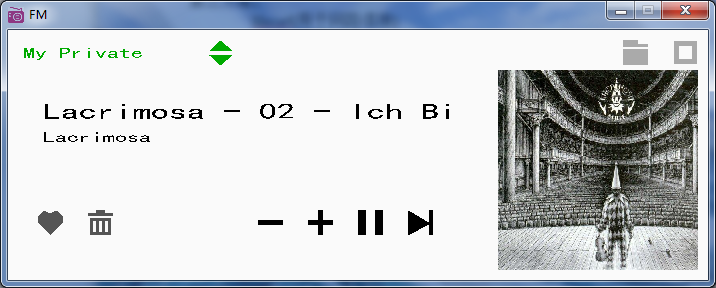 FM
My Private
Lacrimosa - 02 - Ich Bi
Lacrimosa